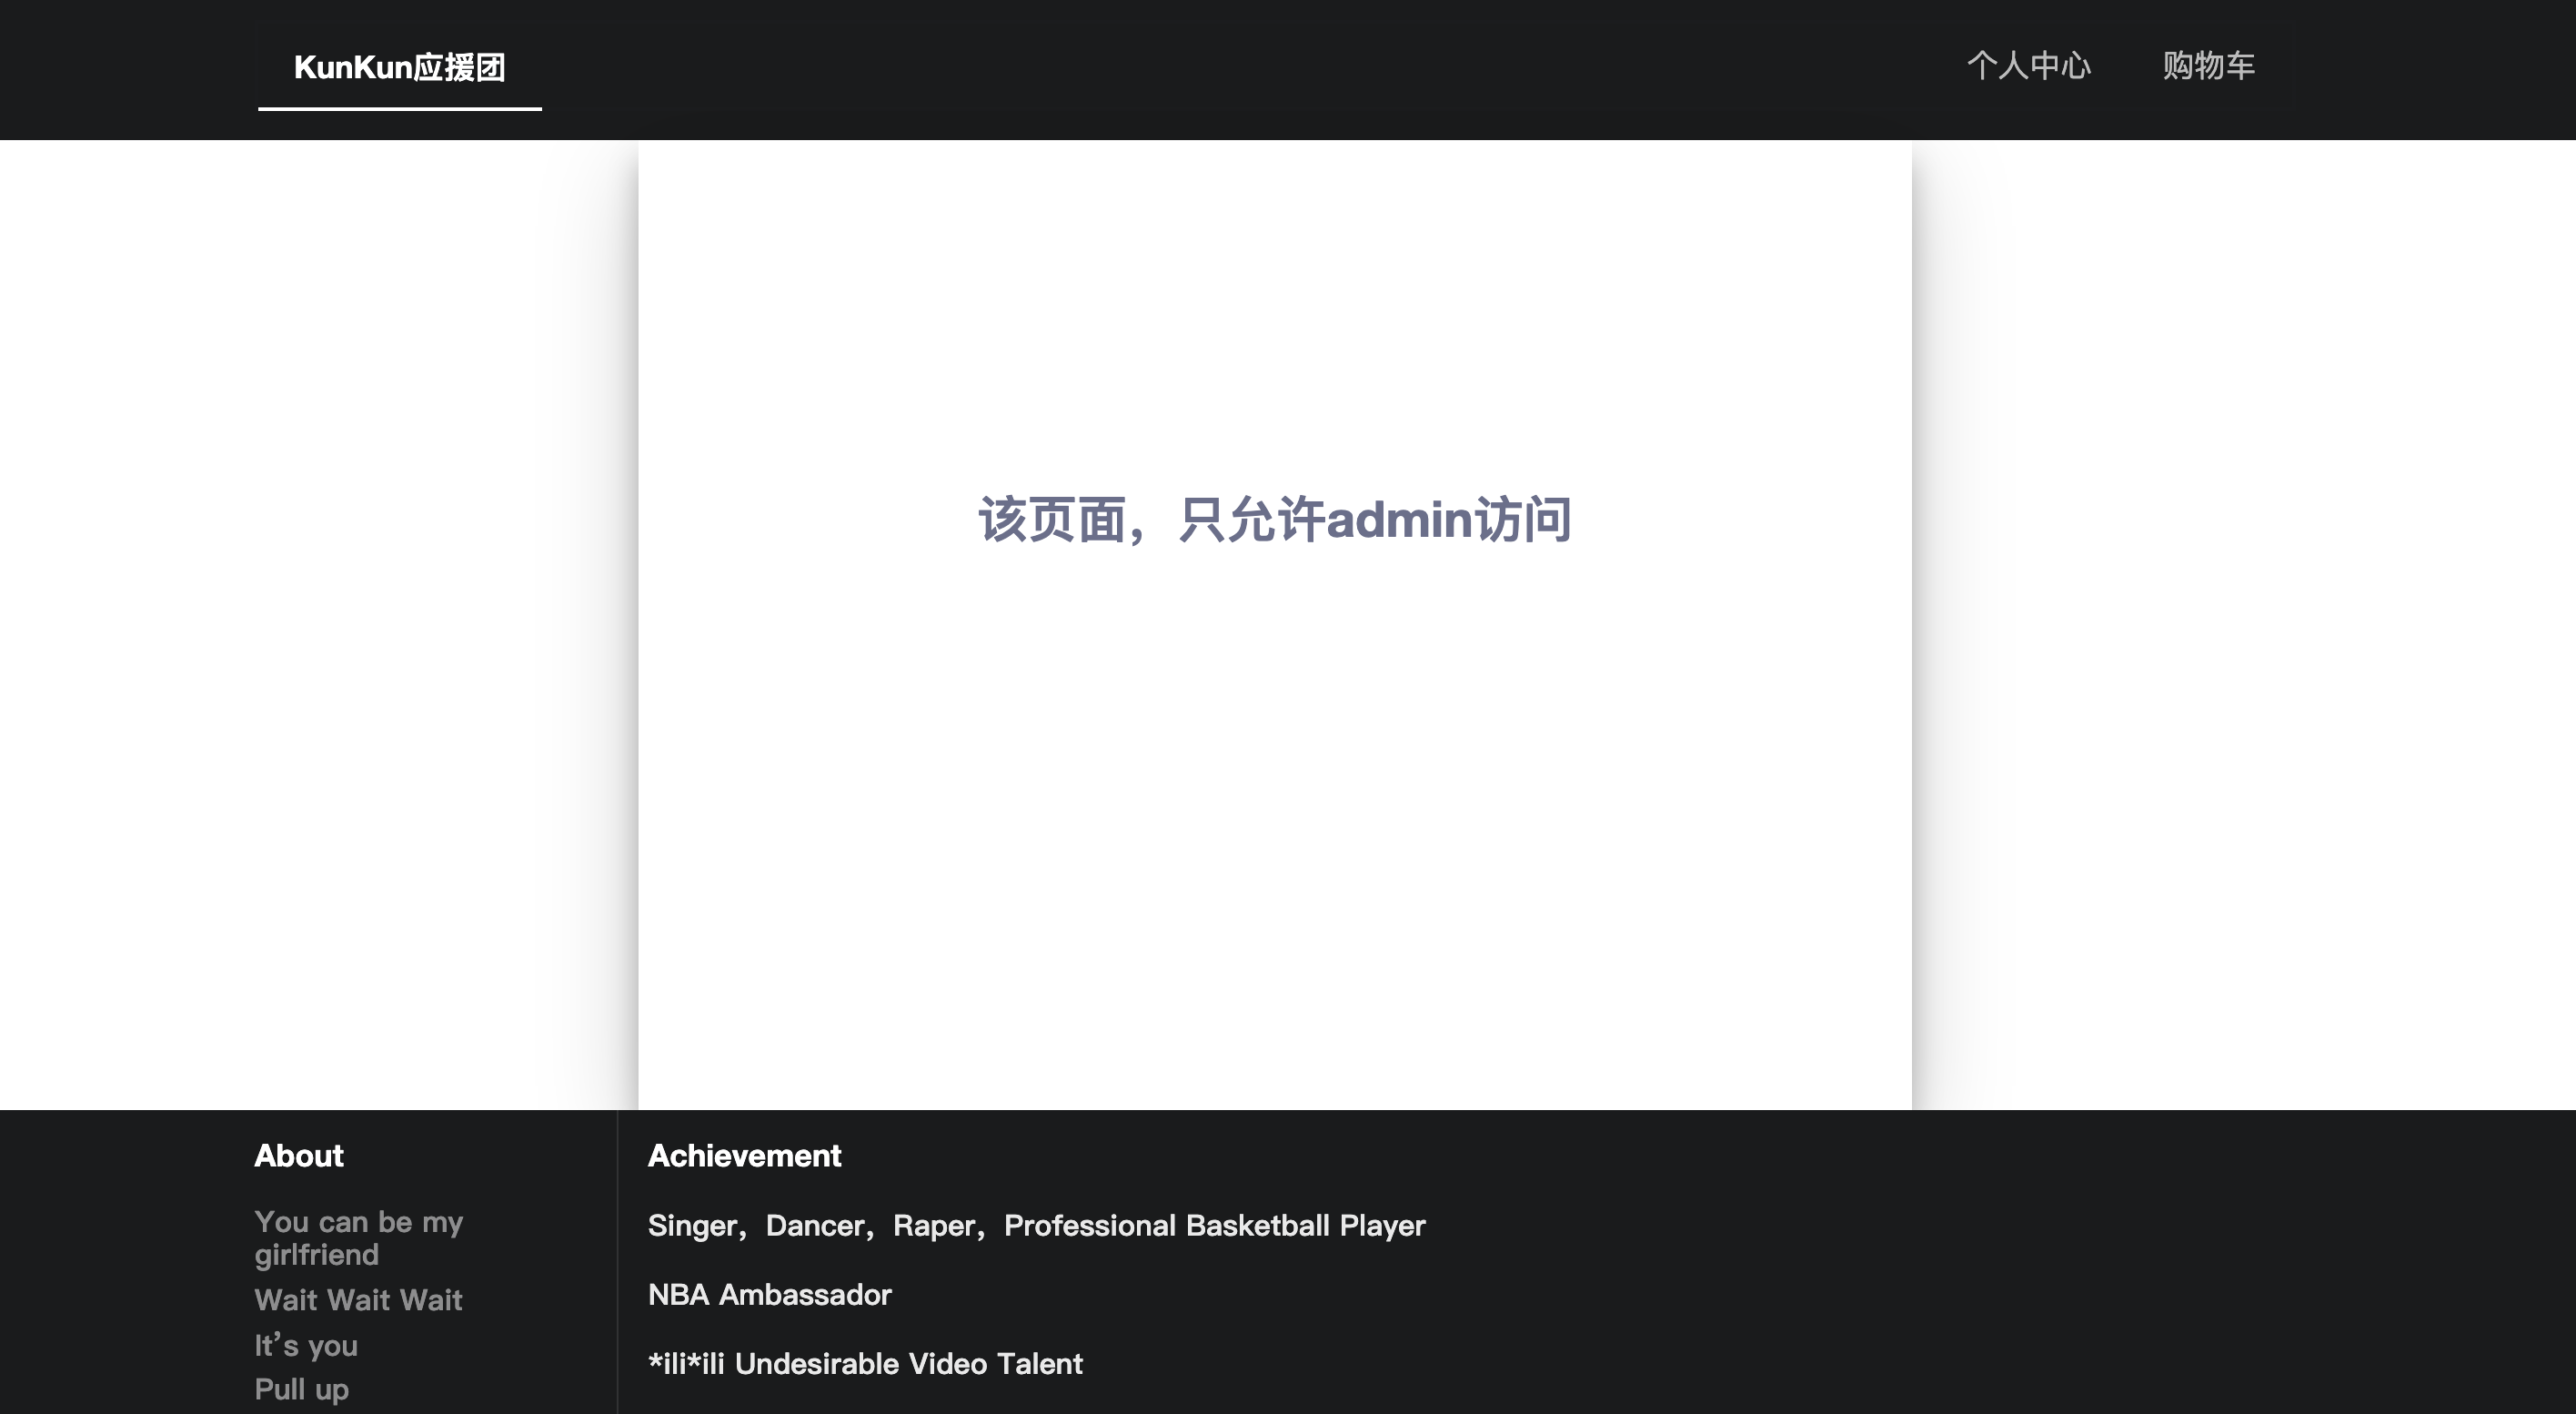 KunKun应援团
个人中心
购物车
该页面，只允许admin访问
About
You can be my
girlfriend
Wait Wait Wait
It's you
Pull up
Achievement
Singer，Dancer，Raper，Professional Basketball Player
NBA Ambassador
*ili*ili Undesirable Video Talent